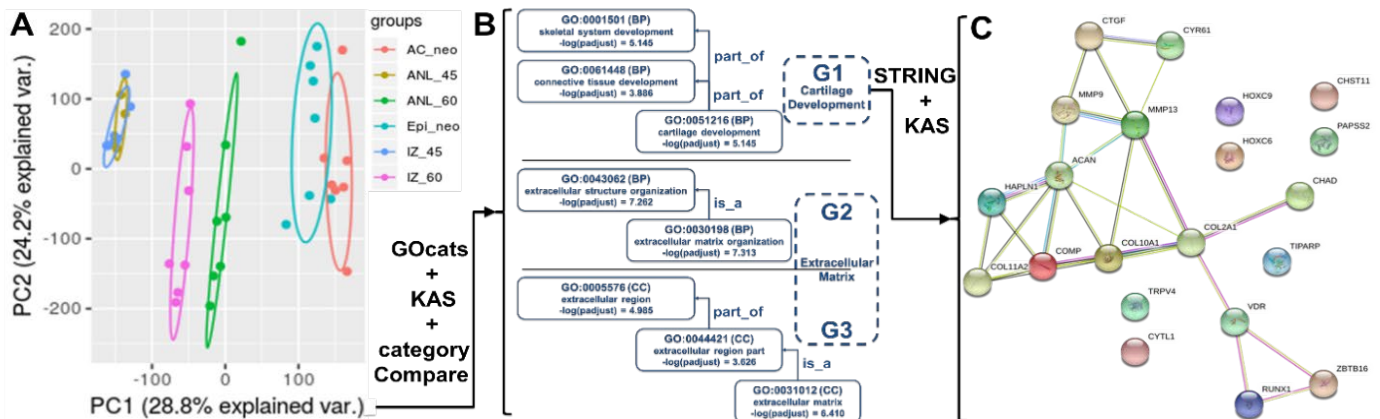 A
PC2 (24.2% explained var.)
200
100
0
-100
-200
-100
0
100
PC1 (28.8% explained var.)
groups
AC_neo
ANL_45
ANL_60
Epi_neo
IZ_45
IZ_60
GOcats
+
KAS
+
category
Compare
B
GO:0001501 (BP)
skeletal system development
-log(padjust) = 5.145
part_of
GO:0061448 (BP)
connective tissue development
-log(padjust) = 3.886
part_of
GO:0051216 (BP)
cartilage development
-log(padjust) = 5.145
G1
Cartilage
Development
GO:0043062 (BP)
extracellular structure organization
-log(padjust) = 7.262
is_a
GO:0030198 (BP)
extracellular matrix organization
-log(padjust) = 7.313
G2
Extracellular
Matrix
G3
GO:0005576 (CC)
extracellular region
-log(padjust) = 4.985
part_of
GO:0044421 (CC)
extracellular region part
-log(padjust) = 3.626
is_a
GO:0031012 (CC)
extracellular matrix
-log(padjust) = 6.410
STRING
+
KAS
C
CTGF
CYR61
MMP9
MMP13
HOXC9
CHST11
PAPSS2
HOXC6
ACAN
HAPLN1
CHAD
COL2A1
COMP
COL10A1
COL11A2
TIPARP
TRPV4
VDR
CYTL1
ZBTB16
RUNX1